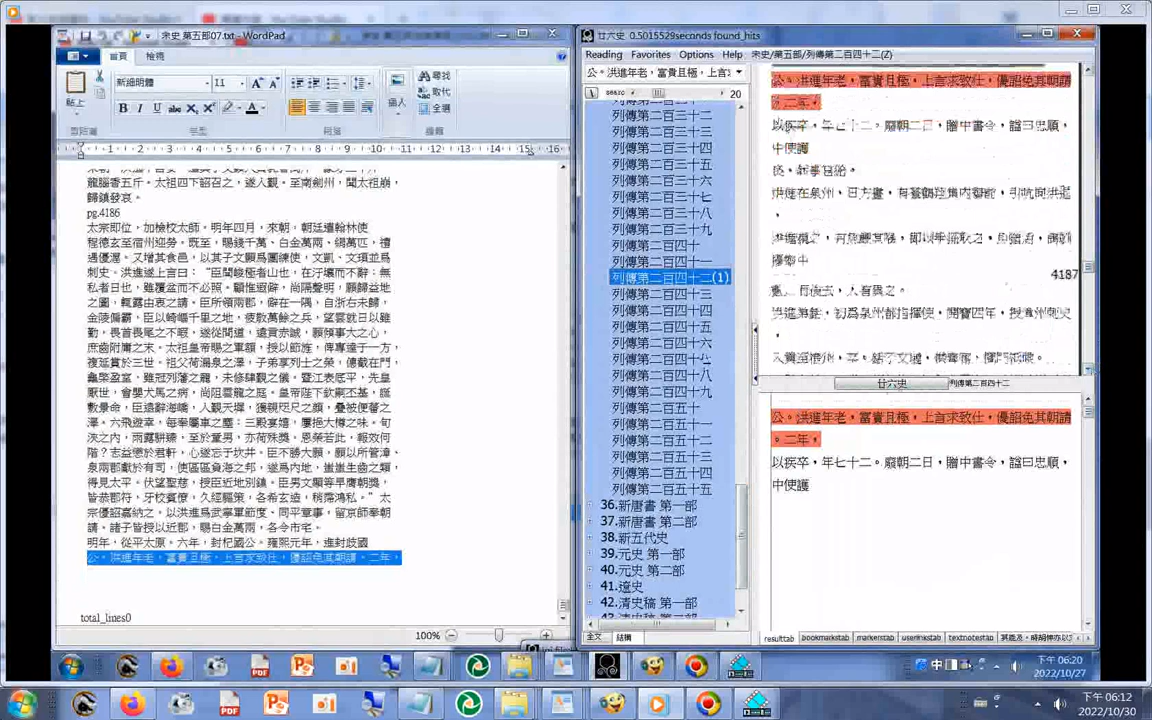 宋史 第五部07.txt - WordPad
首頁
檢視
新細明體
11
尋找
取代
全選
貼上
插入
剪貼簿
字型
段落
編輯
龍腦香五斤。太祖四下詔召之，遂入覲。至南劍州，聞太祖崩，
歸鎮發哀。
pg.4186
太宗即位，加檢校太師。明年四月，來朝，朝廷遣翰林使
程德玄至宿州迎勞。既至，賜錢千萬、白金萬兩、絹萬匹，禮
遇優渥。又增其食邑，以其子文顥為團練使，文顗、文頊並為
刺史。洪進遂上言曰：“臣聞峻極者山也，在汙壤而不辭；無
私者日也，雖覆盆而不必照。顧惟遐僻，尚隔聲明，願歸益地
之圖，輒露由衷之請。臣所領兩郡，僻在一隅，自浙右未歸，
金陵偏霸，臣以崎嶇千里之地，疲散萬餘之兵，望雲就日以雖
勤，畏首畏尾之不暇，遂從間道，遠貢赤誠，願傾事大之心，
庶齒附庸之末。太祖皇帝賜之軍額，授以節旄，俾專達于一方，
複延賞於三世。祖父荷漏泉之澤，子弟享列士之榮，傳戟在門，
龜槃盈室，雖冠列藩之寵，未修肆覲之儀。暨江表底平，先皇
厭世，會嬰犬馬之病，尚阻雲龍之庭。皇帝陛下欽嗣丕基，誕
敷景命，臣遠辭海嶠，入覲天墀，獲親咫尺之顏，疊被便蕃之
澤。六飛遊幸，每奉屬車之塵；三殿宴嬉，屢挹大樽之味。旬
浹之內，雨露駢臻，至於童男，亦荷殊獎。恩榮若此，報效何
階？志益戀於君軒，心遂忘于坎井。臣不勝大願，願以所管漳、
泉兩郡獻於有司，使區區負海之邦，遂為內地，蚩蚩生齒之類，
得見太平。伏望聖慈，授臣近地別鎮。臣男文顥等早膺朝獎，
皆忝郡符，牙校賓僚，久經驅策，各希玄造，稍霈鴻私。”太
宗優詔嘉納之，以洪進為武寧軍節度、同平章事，留京師奉朝
請。諸子皆授以近郡，賜白金萬兩，各令市宅。
明年，從平太原。六年，封杞國公。雍熙元年，進封岐國
公。洪進年老，富貴且極，上言求致仕，優詔免其朝請。二年，
total_lines0
100%
廿六史 0.5015529seconds found_hits
Reading Favorites Options Help 宋史/第五部/列傳第二百四十二(Z)
公。洪進年老，富貴且極，上言
searc
20
列傳第二百三十二
列傳第二百三十三
列傳第二百三十四
列傳第二百三十五
列傳第二百三十六
列傳第二百三十七
列傳第二百三十八
列傳第二百三十九
列傳第二百四十
列傳第二百四十一
列傳第二百四十二(1)
列傳第二百四十三
列傳第二百四十四
列傳第二百四十五
列傳第二百四十六
列傳第二百四十七
列傳第二百四十八
列傳第二百四十九
列傳第二百五十
列傳第二百五十一
列傳第二百五十二
列傳第二百五十三
列傳第二百五十四
列傳第二百五十五
36.新唐書 第一部
37.新唐書 第二部
38.新五代史
39.元史 第一部
40.元史 第二部
41.遼史
42.清史稿 第一部
全文
結構
公。洪進年老，富貴且極，上言求致仕，優詔免其朝請
。二年，
以疾卒，年七十二。廢朝二日，贈中書令，謚曰忠順，
中使護
4187
廿六史
列傳第二百四十二
公。洪進年老，富貴且極，上言求致仕，優詔免其朝請
。二年，
以疾卒，年七十二。廢朝二日，贈中書令，謚曰忠順，
中使護
resulttab
bookmarkstab
markerstab
userlinkstab
textnotestab
下午 06:20
2022/10/27
下午 06:12
2022/10/30